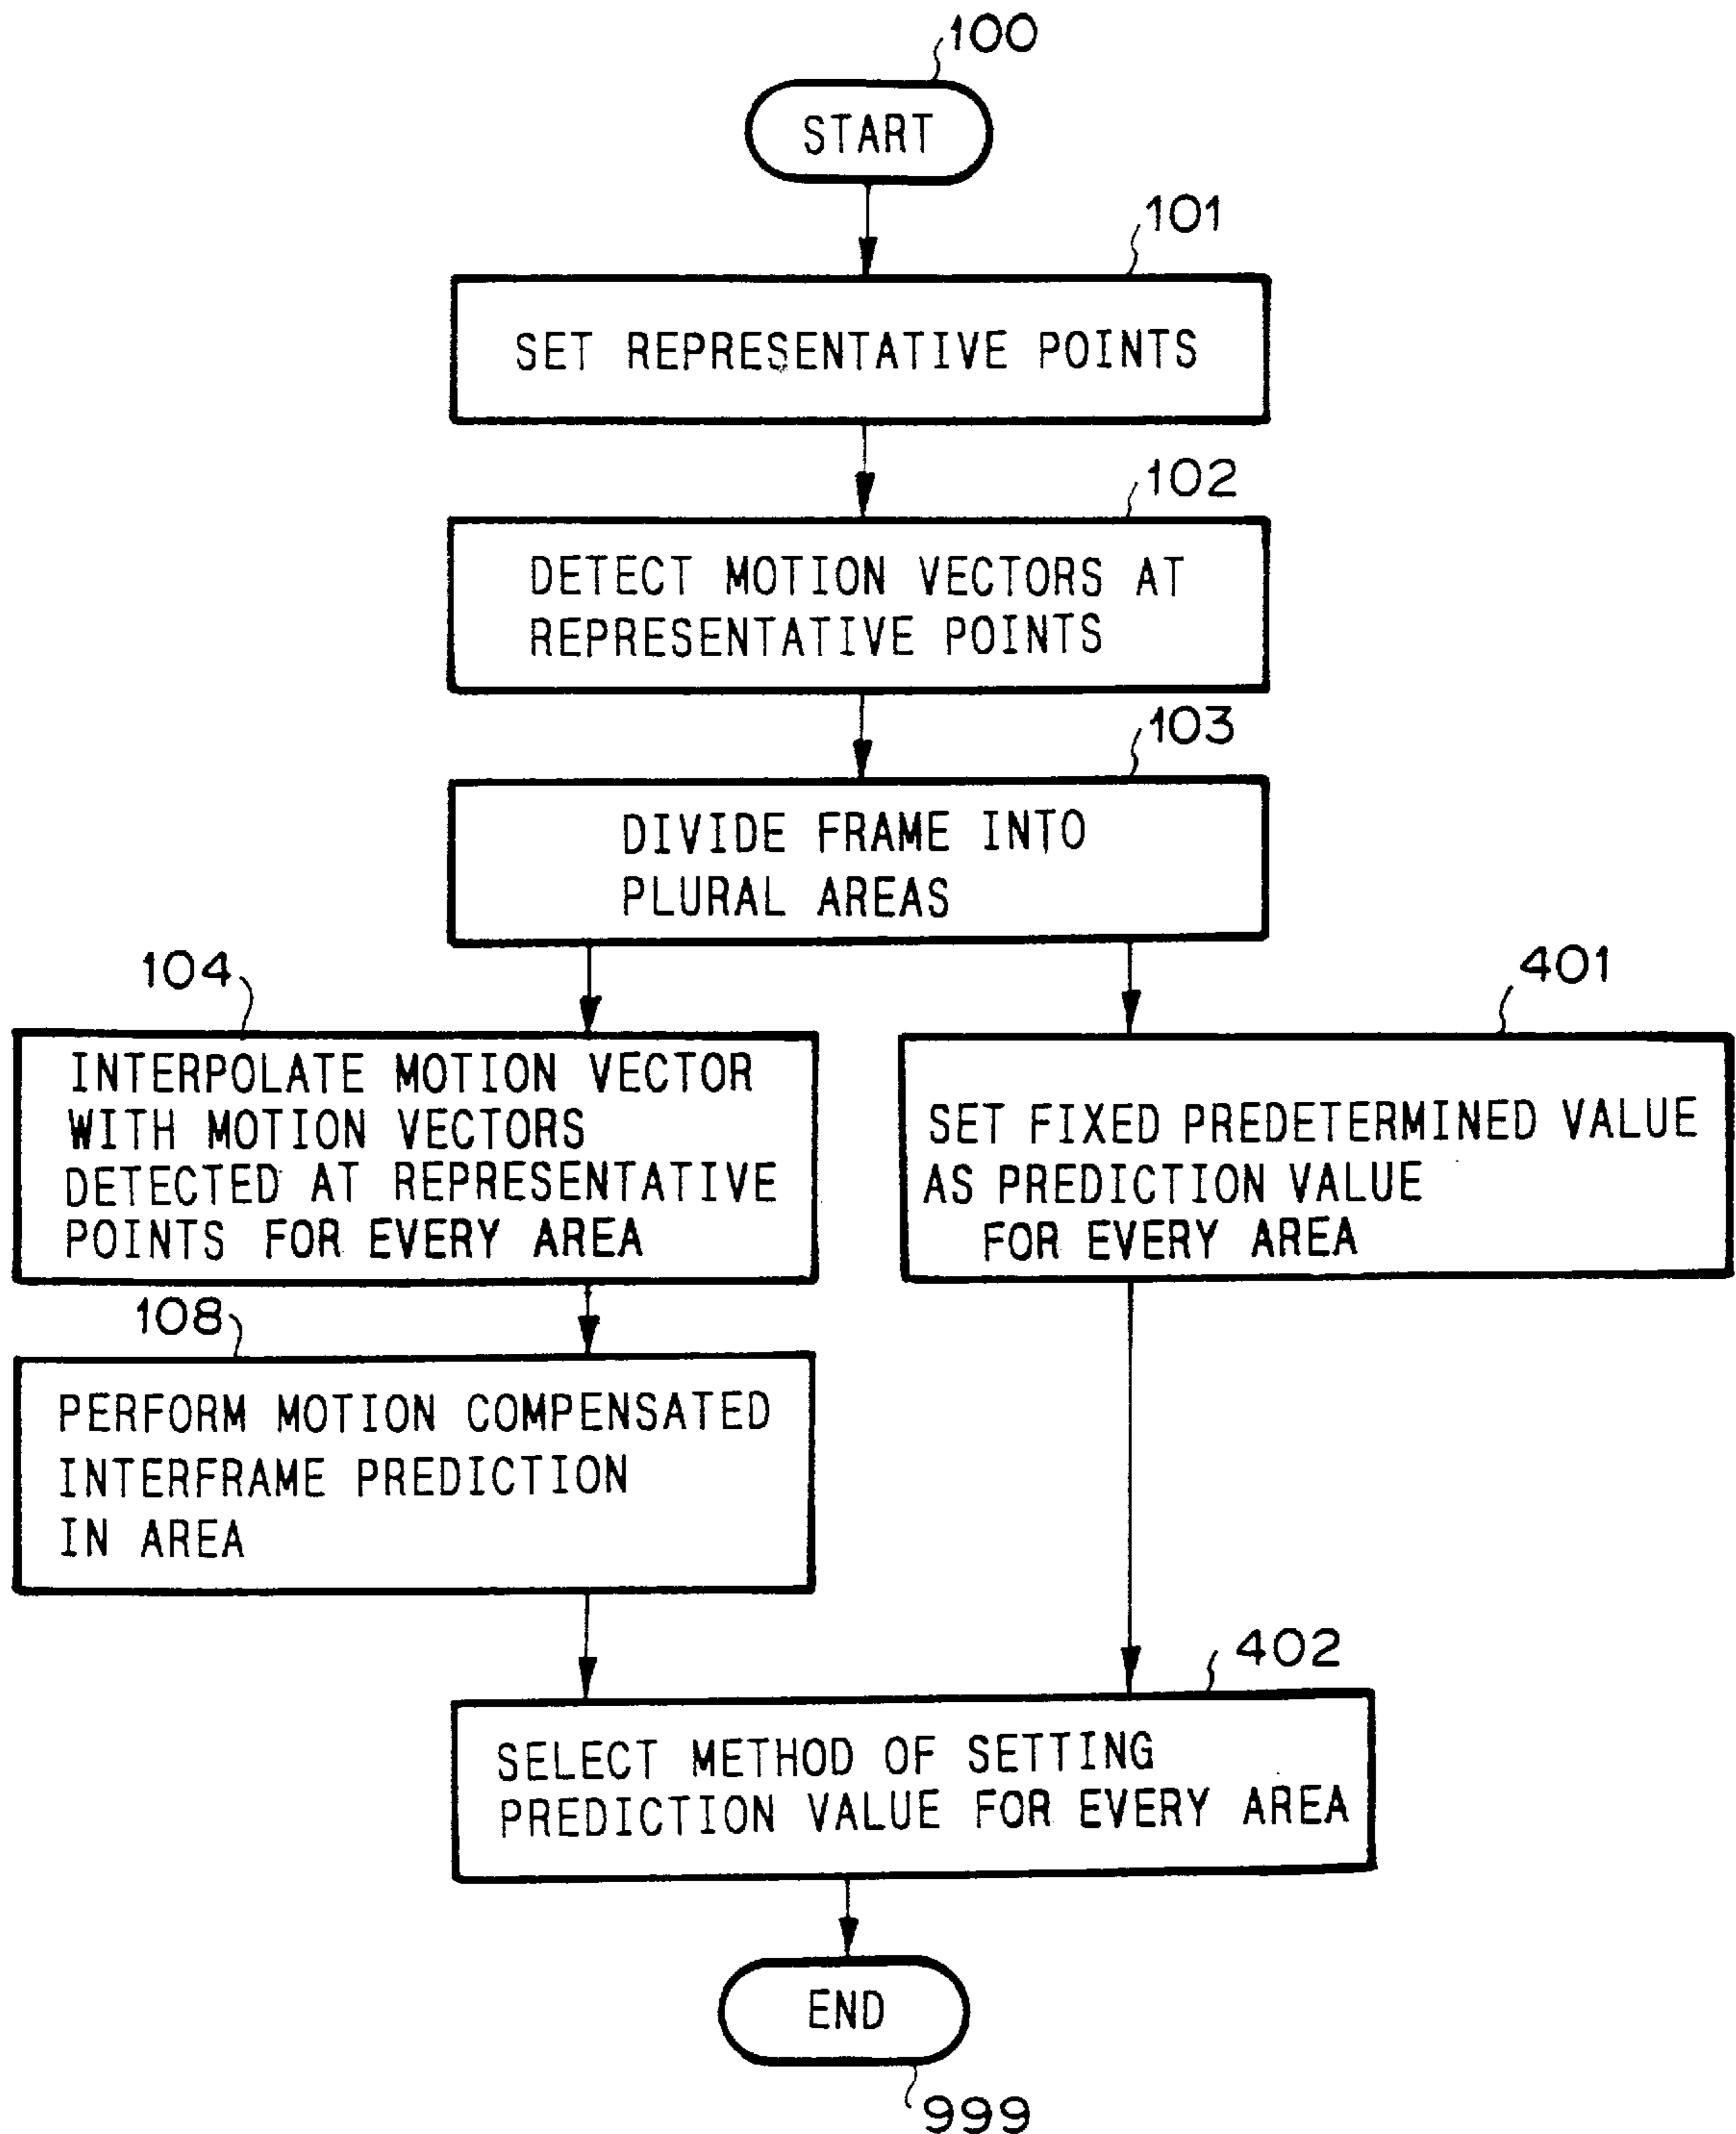 100
START
101
SET REPRESENTATIVE POINTS
102
DETECT MOTION VECTORS AT
REPRESENTATIVE POINTS
103
DIVIDE FRAME INTO
PLURAL AREAS
104
INTERPOLATE MOTION VECTOR
WITH MOTION VECTORS
DETECTED AT REPRESENTATIVE
POINTS FOR EVERY AREA
401
SET FIXED PREDETERMINED VALUE
AS PREDICTION VALUE
FOR EVERY AREA
108
PERFORM MOTION COMPENSATED
INTERFRAME PREDICTION
IN AREA
402
SELECT METHOD OF SETTING
PREDICTION VALUE FOR EVERY AREA
END
999